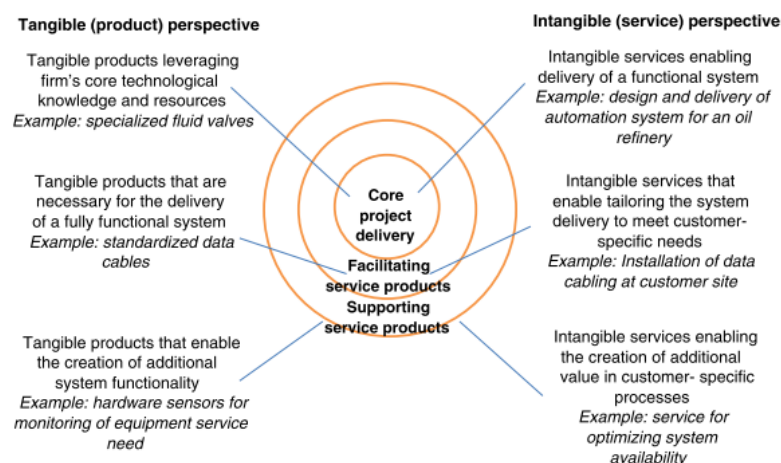 Tangible (product) perspective
Tangible products leveraging
firm's core technological
knowledge and resources
Example: specialized fluid valves
Tangible products that are
necessary for the delivery
of a fully functional system
Example: standardized data
cables
Tangible products that enable
the creation of additional
system functionality
Example: hardware sensors for
monitoring of equipment service
need
Core
project
delivery
Facilitating
service products
Supporting
service products
Intangible (service) perspective
Intangible services enabling
delivery of a functional system
Example: design and delivery of
automation system for an oil
refinery
Intangible services that
enable tailoring the system
delivery to meet customer-
specific needs
Example: Installation of data
cabling at customer site
Intangible services enabling
the creation of additional
value in customer- specific
processes
Example: service for
optimizing system
availability